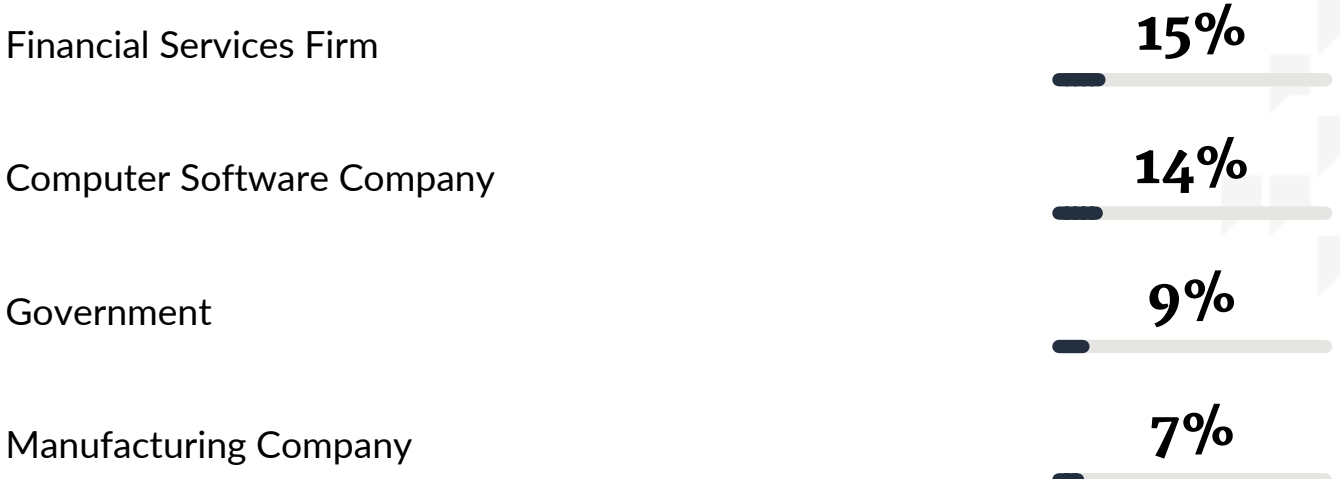 Financial Services Firm 15%
Computer Software Company 14%
Government 9%
Manufacturing Company 7%